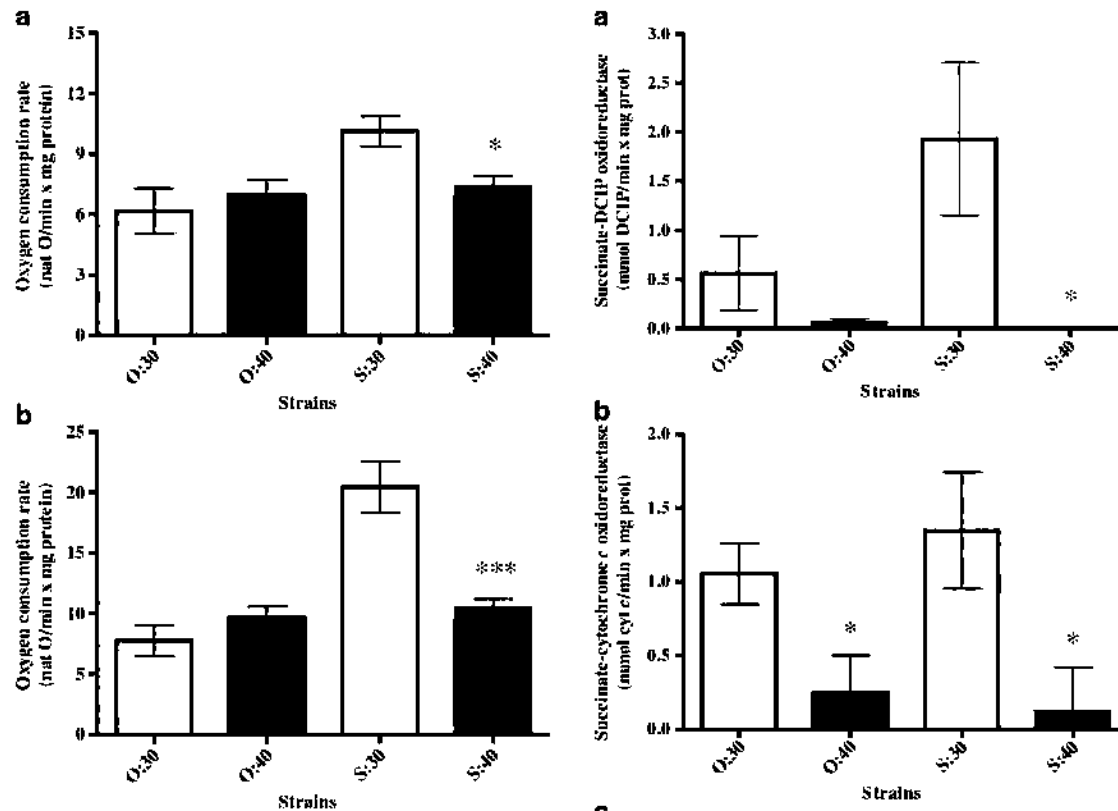 a
Oxygen consumption rate
(nat O/min x mg protein)
15
12
9
6
3
0
*
O:30
O:40
S:30
S:40
Strains
b
Oxygen consumption rate
(nat O/min x mg protein)
25
20
15
10
5
0
***
O:30
O:40
S:30
S:40
Strains
a
Succinate-DCIP oxidoreductase
(mmol DCIP/min x mg prot)
3.0
2.5
2.0
1.5
1.0
0.5
0.0
*
O:30
O:40
S:30
S:40
Strains
b
Succinate-cytochrome c oxidoreductase
(mmol cyt c/min x mg prot)
2.0
1.5
1.0
0.5
0.0
*
*
O:30
O:40
S:30
S:40
Strains